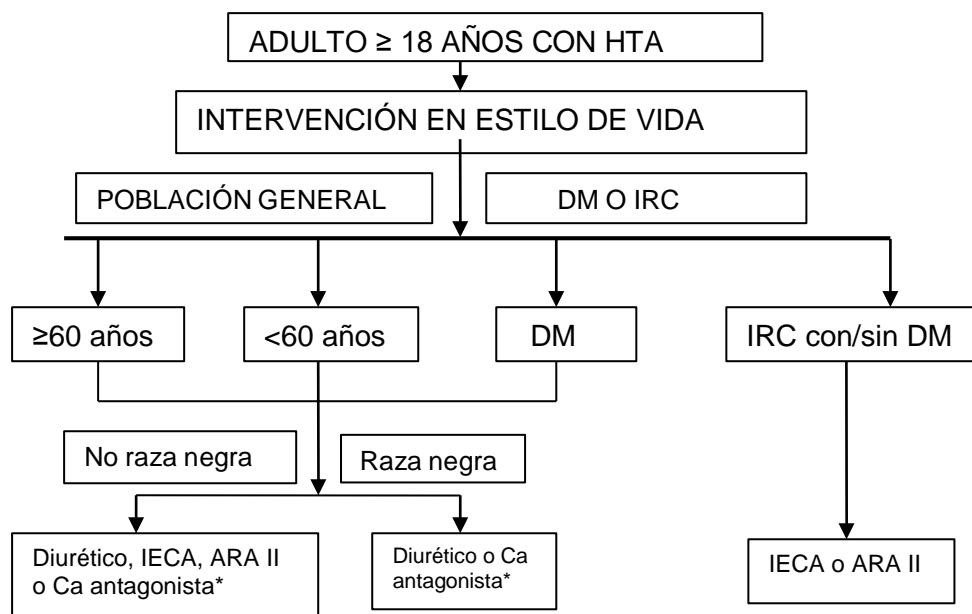 ADULTO ≥ 18 AÑOS CON HTA
INTERVENCIÓN EN ESTILO DE VIDA
POBLACIÓN GENERAL
DM O IRC
≥60 años
<60 años
DM
IRC con/sin DM
No raza negra
Raza negra
Diurético, IECA, ARA II
o Ca antagonista*
Diurético o Ca
antagonista*
IECA o ARA II